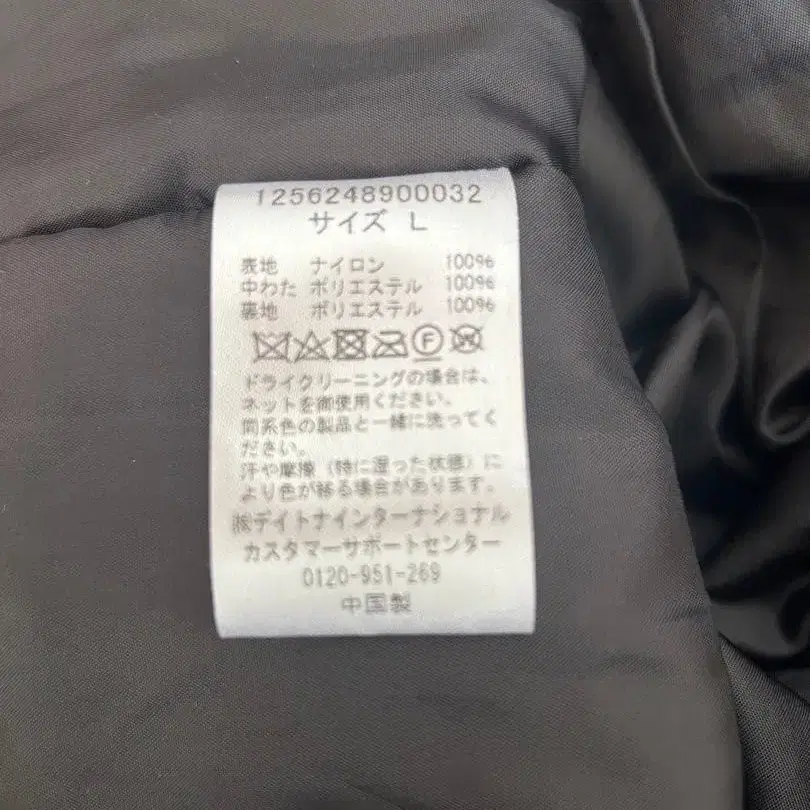 1256248900032
サイズ L
表地 ナイロン 100%
中わた ポリエステル 100%
裏地 ポリエステル 100%
F W
ドライクリーニングの場合は、
ネットを御使用ください。
同系色の製品と一緒に洗ってく
ださい。
汗や摩擦（特に湿った状態）に
より色が移る場合があります。
㈱デイトナインターナショナル
カスタマーサポートセンター
0120-951-269
中国製